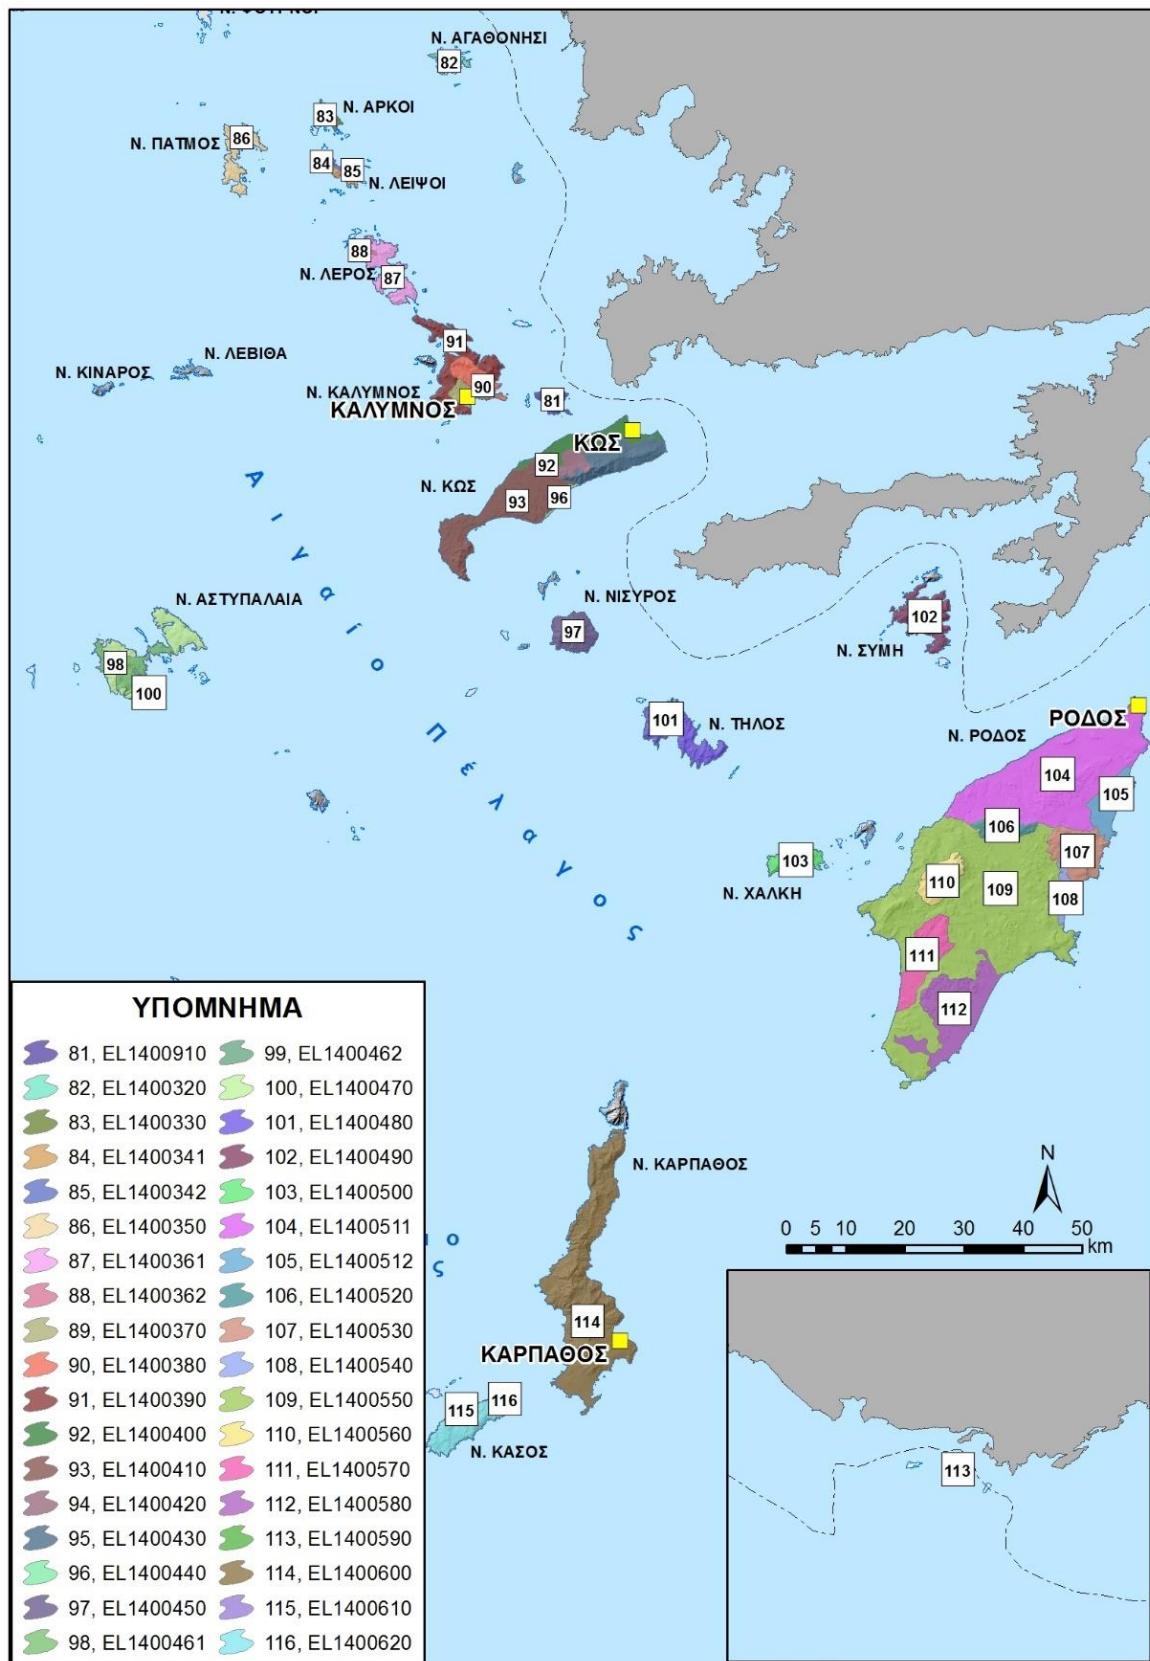 Ν. ΑΓΑΘΟΝΗΣΙ
82
Ν. ΑΡΚΟΙ
83
Ν. ΠΑΤΜΟΣ
86
84
85
Ν. ΛΕΙΨΟΙ
88
Ν. ΛΕΡΟΣ
87
91
Ν. ΛΕΒΙΘΑ
Ν. ΚΙΝΑΡΟΣ
Ν. ΚΑΛΥΜΝΟΣ
90
ΚΑΛΥΜΝΟΣ
81
ΚΩΣ
92
Ν. ΚΩΣ
93
96
Αιγαίο Πέλαγος
Ν. ΑΣΤΥΠΑΛΑΙΑ
98
100
Ν. ΝΙΣΥΡΟΣ
97
102
Ν. ΣΥΜΗ
101
Ν. ΤΗΛΟΣ
ΡΟΔΟΣ
Ν. ΡΟΔΟΣ
104
105
106
107
103
Ν. ΧΑΛΚΗ
110
109
108
111
112
Ν. ΚΑΡΠΑΘΟΣ
114
ΚΑΡΠΑΘΟΣ
116
115
Ν. ΚΑΣΟΣ
ο
ς
N
0 5 10 20 30 40 50
km
113
ΥΠΟΜΝΗΜΑ
81, EL1400910
82, EL1400320
83, EL1400330
84, EL1400341
85, EL1400342
86, EL1400350
87, EL1400361
88, EL1400362
89, EL1400370
90, EL1400380
91, EL1400390
92, EL1400400
93, EL1400410
94, EL1400420
95, EL1400430
96, EL1400440
97, EL1400450
98, EL1400461
99, EL1400462
100, EL1400470
101, EL1400480
102, EL1400490
103, EL1400500
104, EL1400511
105, EL1400512
106, EL1400520
107, EL1400530
108, EL1400540
109, EL1400550
110, EL1400560
111, EL1400570
112, EL1400580
113, EL1400590
114, EL1400600
115, EL1400610
116, EL1400620